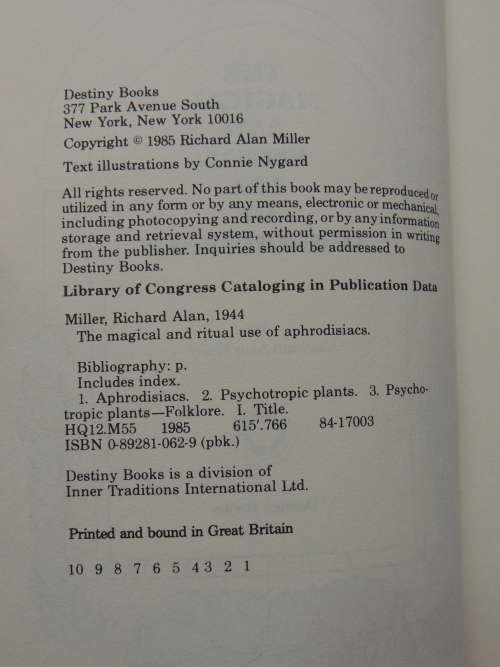 Destiny Books
377 Park Avenue South
New York, New York 10016
Copyright © 1985 Richard Alan Miller
Text illustrations by Connie Nygard
All rights reserved. No part of this book may be reproduced or
utilized in any form or by any means, electronic or mechanical,
including photocopying and recording, or by any information
storage and retrieval system, without permission in writing
from the publisher. Inquiries should be addressed to
Destiny Books.
Library of Congress Cataloging in Publication Data
Miller, Richard Alan, 1944
The magical and ritual use of aphrodisiacs.
Bibliography: p.
Includes index.
1. Aphrodisiacs. 2. Psychotropic plants. 3. Psycho-
tropic plants—Folklore. I. Title.
HQ12.M55 1985 615'.766 84-17003
ISBN 0-89281-062-9 (pbk.)
Destiny Books is a division of
Inner Traditions International Ltd.
Printed and bound in Great Britain
10 9 8 7 6 5 4 3 2 1